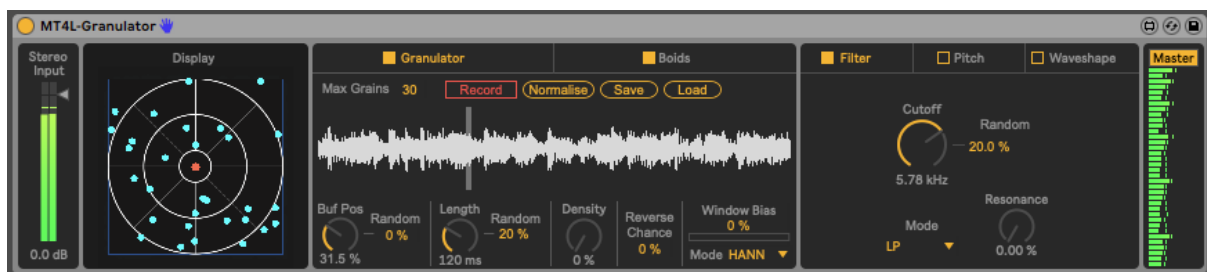 MT4L-Granulator
Stereo
Input
0.0 dB
Display
Granulator
Boids
Max Grains 30
Record
Normalise
Save
Load
Buf Pos
31.5 %
Random
0 %
Length
120 ms
Random
20 %
Density
0 %
Reverse
Chance
0 %
Window Bias
0 %
Mode HANN
Filter
Pitch
Waveshape
Cutoff
5.78 kHz
Random
20.0 %
Mode
LP
Resonance
0.00 %
Master